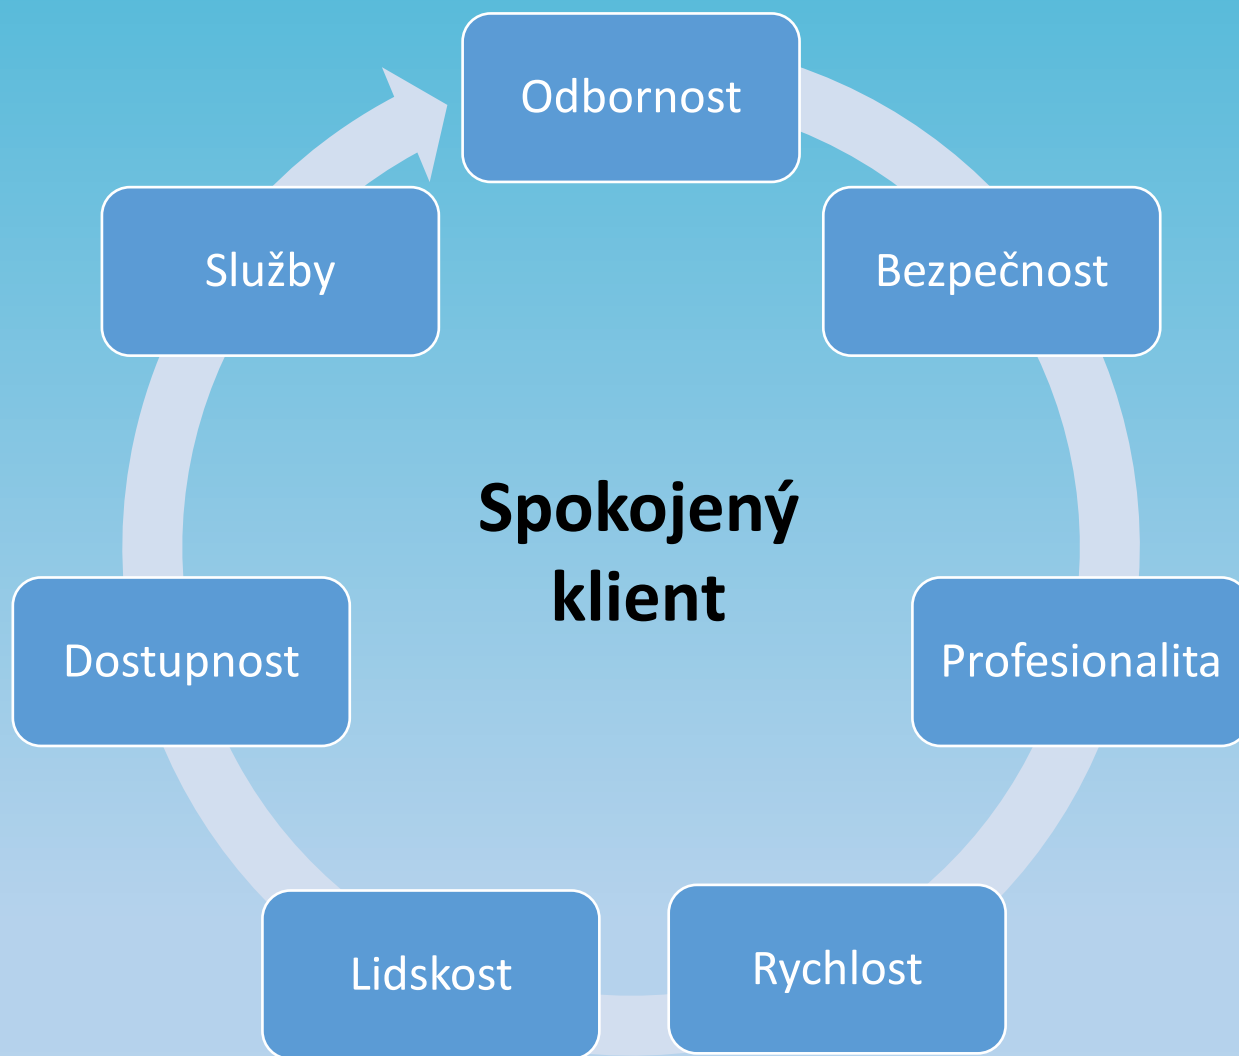 Odbornost
Bezpečnost
Profesionalita
Rychlost
Lidskost
Dostupnost
Služby
Spokojený
klient